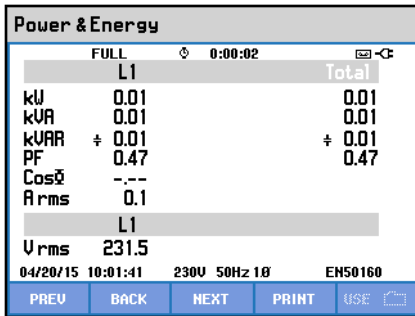 Power & Energy
FULL 0:00:02
L1 Total
kW 0.01 0.01
kVA 0.01 0.01
kVAR 0.01 0.01
PF 0.47 0.47
CosΦ -.--
A rms 0.1
L1
V rms 231.5
04/20/15 10:01:41 230V 50Hz 1Ø EN50160
PREV BACK NEXT PRINT USE